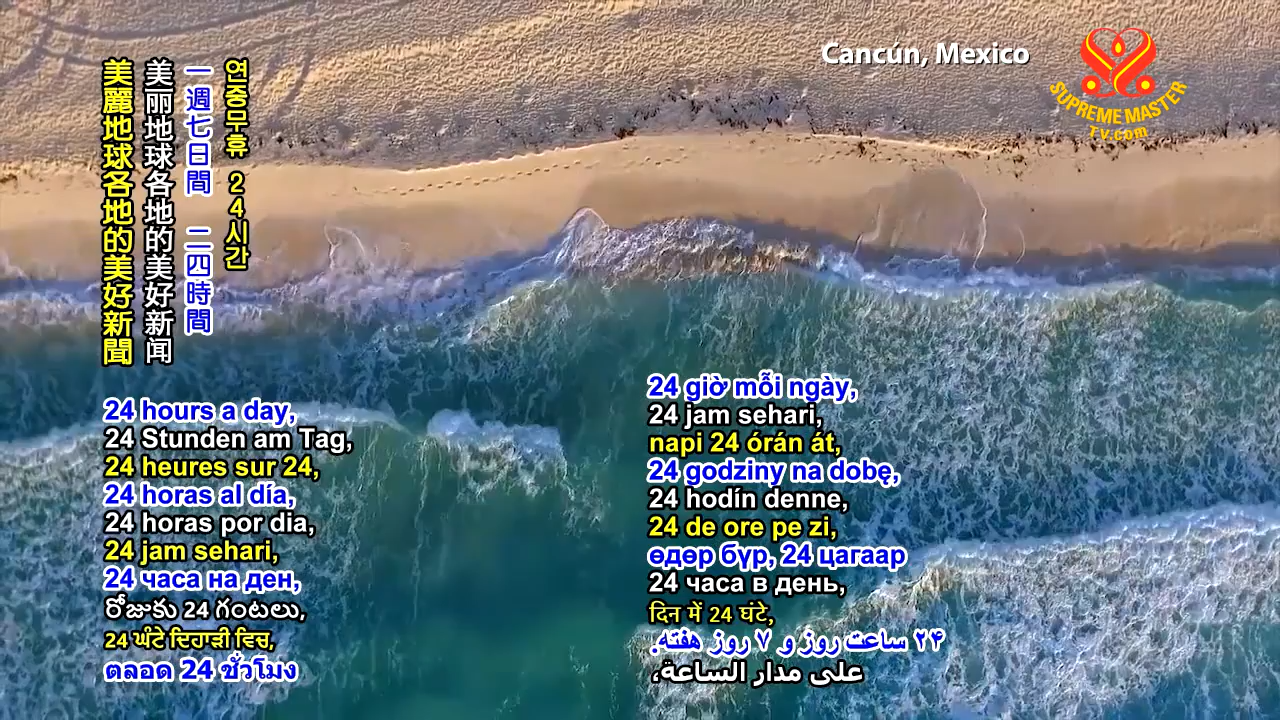 Cancún, Mexico
SUPREME MASTER
TV.com
연중무휴 24시간
一週七日間 二四時間
美丽地球各地的美好新闻
美麗地球各地的美好新聞
24 hours a day,
24 Stunden am Tag,
24 heures sur 24,
24 horas al día,
24 horas por dia,
24 jam sehari,
24 часа на ден,
రోజుకు 24 గంటలు,
24 ਘੰਟੇ ਦਿਹਾੜੀ ਵਿਚ,
ตลอด 24 ชั่วโมง
24 giờ mỗi ngày,
24 jam sehari,
napi 24 órán át,
24 godziny na dobę,
24 hodín denne,
24 de ore pe zi,
өдөр бүр, 24 цагаар
24 часа в день,
दिन में 24 घंटे,
۲۴ ساعت روز و ۷ روز هفته.
على مدار الساعة،